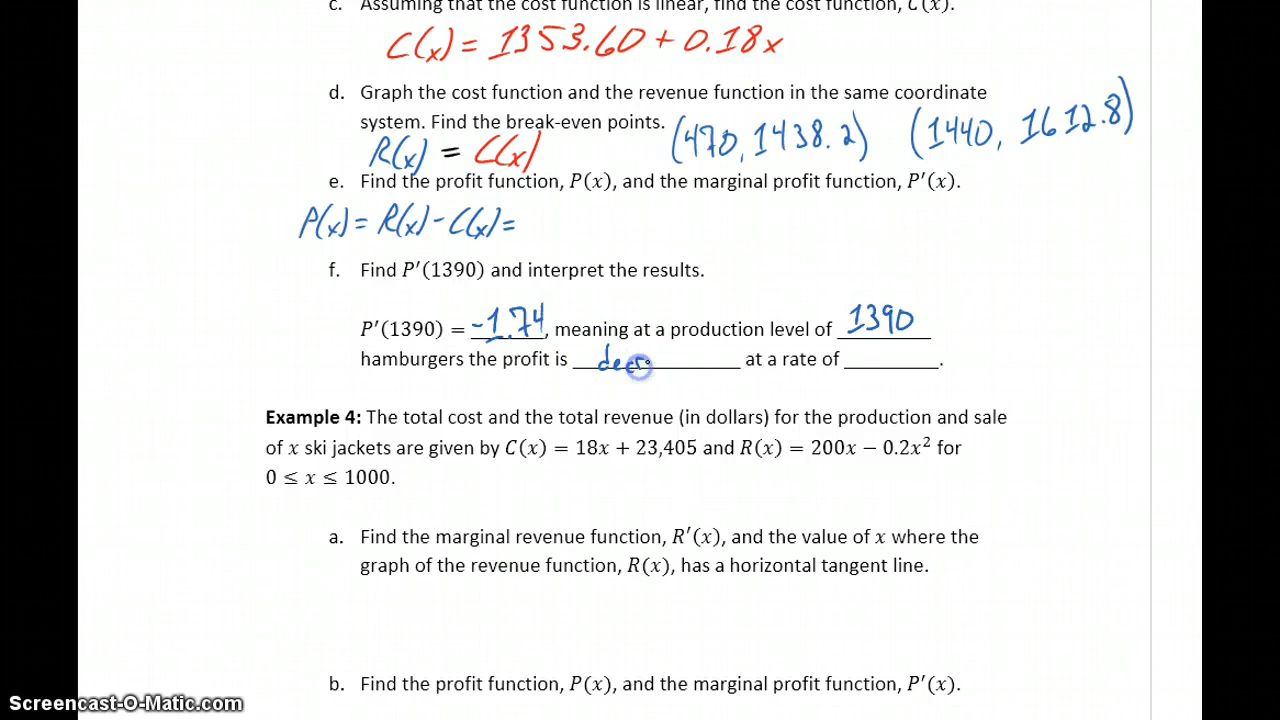 c. Assuming that the cost function is linear, find the cost function, C(x).
C(x) = 1353.60 + 0.18x
d. Graph the cost function and the revenue function in the same coordinate
system. Find the break-even points. (470, 1438.2) (1440, 1612.8)
R(x) = C(x)
e. Find the profit function, P(x), and the marginal profit function, P′(x).
P(x) = R(x) - C(x) =
f. Find P′(1390) and interpret the results.
P′(1390) = -1.74, meaning at a production level of 1390
hamburgers the profit is decr at a rate of ________.
Example 4: The total cost and the total revenue (in dollars) for the production and sale
of x ski jackets are given by C(x) = 18x + 23,405 and R(x) = 200x − 0.2x² for
0 ≤ x ≤ 1000.
a. Find the marginal revenue function, R′(x), and the value of x where the
graph of the revenue function, R(x), has a horizontal tangent line.
b. Find the profit function, P(x), and the marginal profit function, P′(x).
Screencast-O-Matic.com